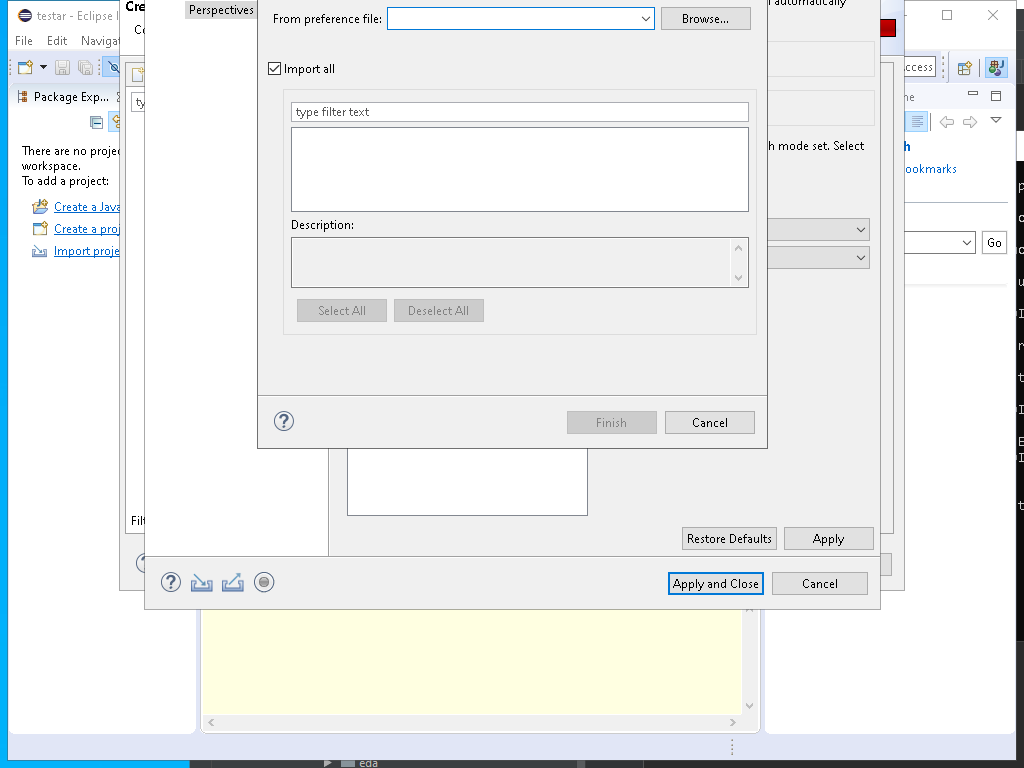 testar - Eclipse I
File Edit Navigat
Package Exp...
There are no projec
workspace.
To add a project:
Create a Java
Create a proj
Import proje
Cre
Co
ty
Filt
Perspectives
From preference file:
Browse...
Import all
type filter text
Description:
Select All
Deselect All
Finish
Cancel
automatically
h mode set. Select
Restore Defaults
Apply
Apply and Close
Cancel
ccess
ne
h
ookmarks
Go
eda